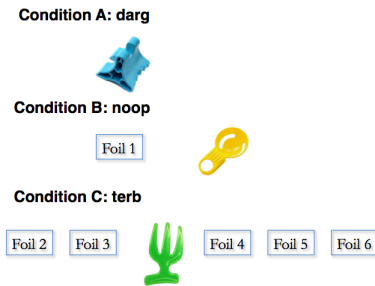 Condition A: darg
Condition B: noop
Foil 1
Condition C: terb
Foil 2 Foil 3 Foil 4 Foil 5 Foil 6